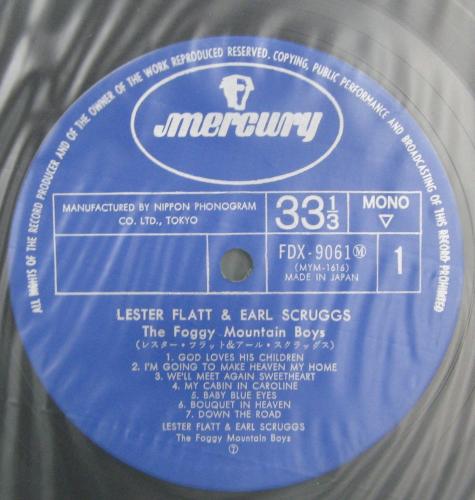 ALL RIGHTS OF THE RECORD PRODUCER AND OF THE OWNER OF THE WORK REPRODUCED RESERVED. COPYING, PUBLIC PERFORMANCE AND BROADCASTING OF THIS RECORD PROHIBITED
mercury
MANUFACTURED BY NIPPON PHONOGRAM
CO. LTD., TOKYO
33 1/3
MONO
▽
FDX-9061 Ⓜ
(MYM-1616)
MADE IN JAPAN
1
LESTER FLATT & EARL SCRUGGS
The Foggy Mountain Boys
(レスター・フラット&アール・スクラッグス)
1. GOD LOVES HIS CHILDREN
2. I'M GOING TO MAKE HEAVEN MY HOME
3. WE'LL MEET AGAIN SWEETHEART
4. MY CABIN IN CAROLINE
5. BABY BLUE EYES
6. BOUQUET IN HEAVEN
7. DOWN THE ROAD
LESTER FLATT & EARL SCRUGGS
The Foggy Mountain Boys
⑦